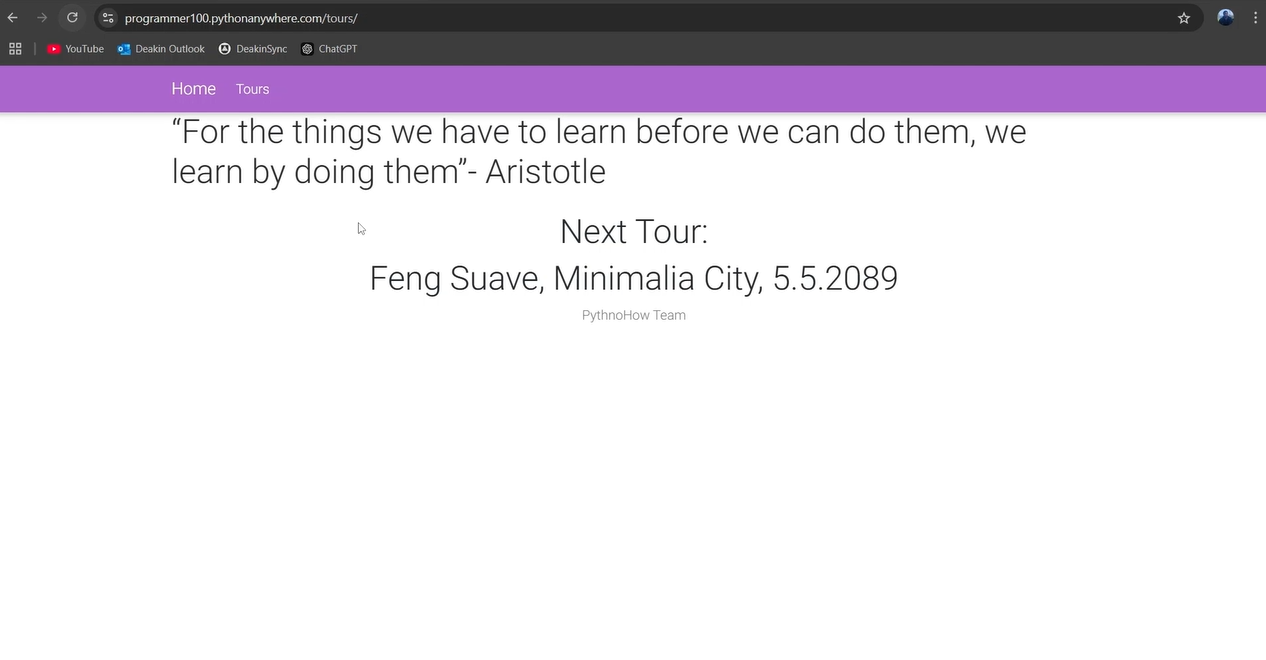 programmer100.pythonanywhere.com/tours/
YouTube Deakin Outlook DeakinSync ChatGPT
Home Tours
“For the things we have to learn before we can do them, we
learn by doing them”- Aristotle
Next Tour:
Feng Suave, Minimalia City, 5.5.2089
PythnoHow Team